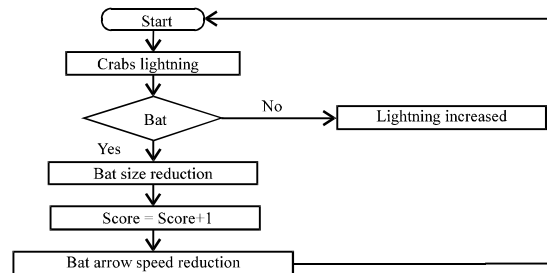 Start
Crabs lightning
Bat
No
Lightning increased
Yes
Bat size reduction
Score = Score+1
Bat arrow speed reduction